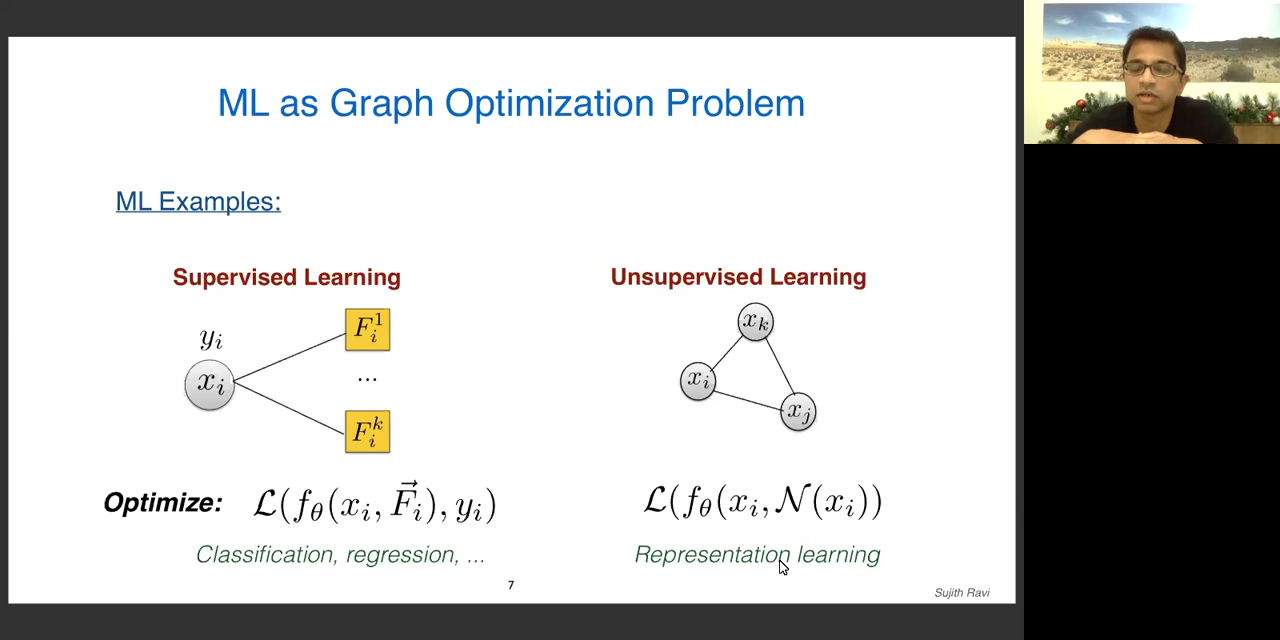 ML as Graph Optimization Problem
ML Examples:
Supervised Learning
y_i
x_i
F_i^1
...
F_i^k
Unsupervised Learning
x_k
x_i
x_j
Optimize: ℒ(f_θ(x_i, F⃗_i), y_i)
ℒ(f_θ(x_i, 𝒩(x_i))
Classification, regression, ...
Representation learning
7
Sujith Ravi